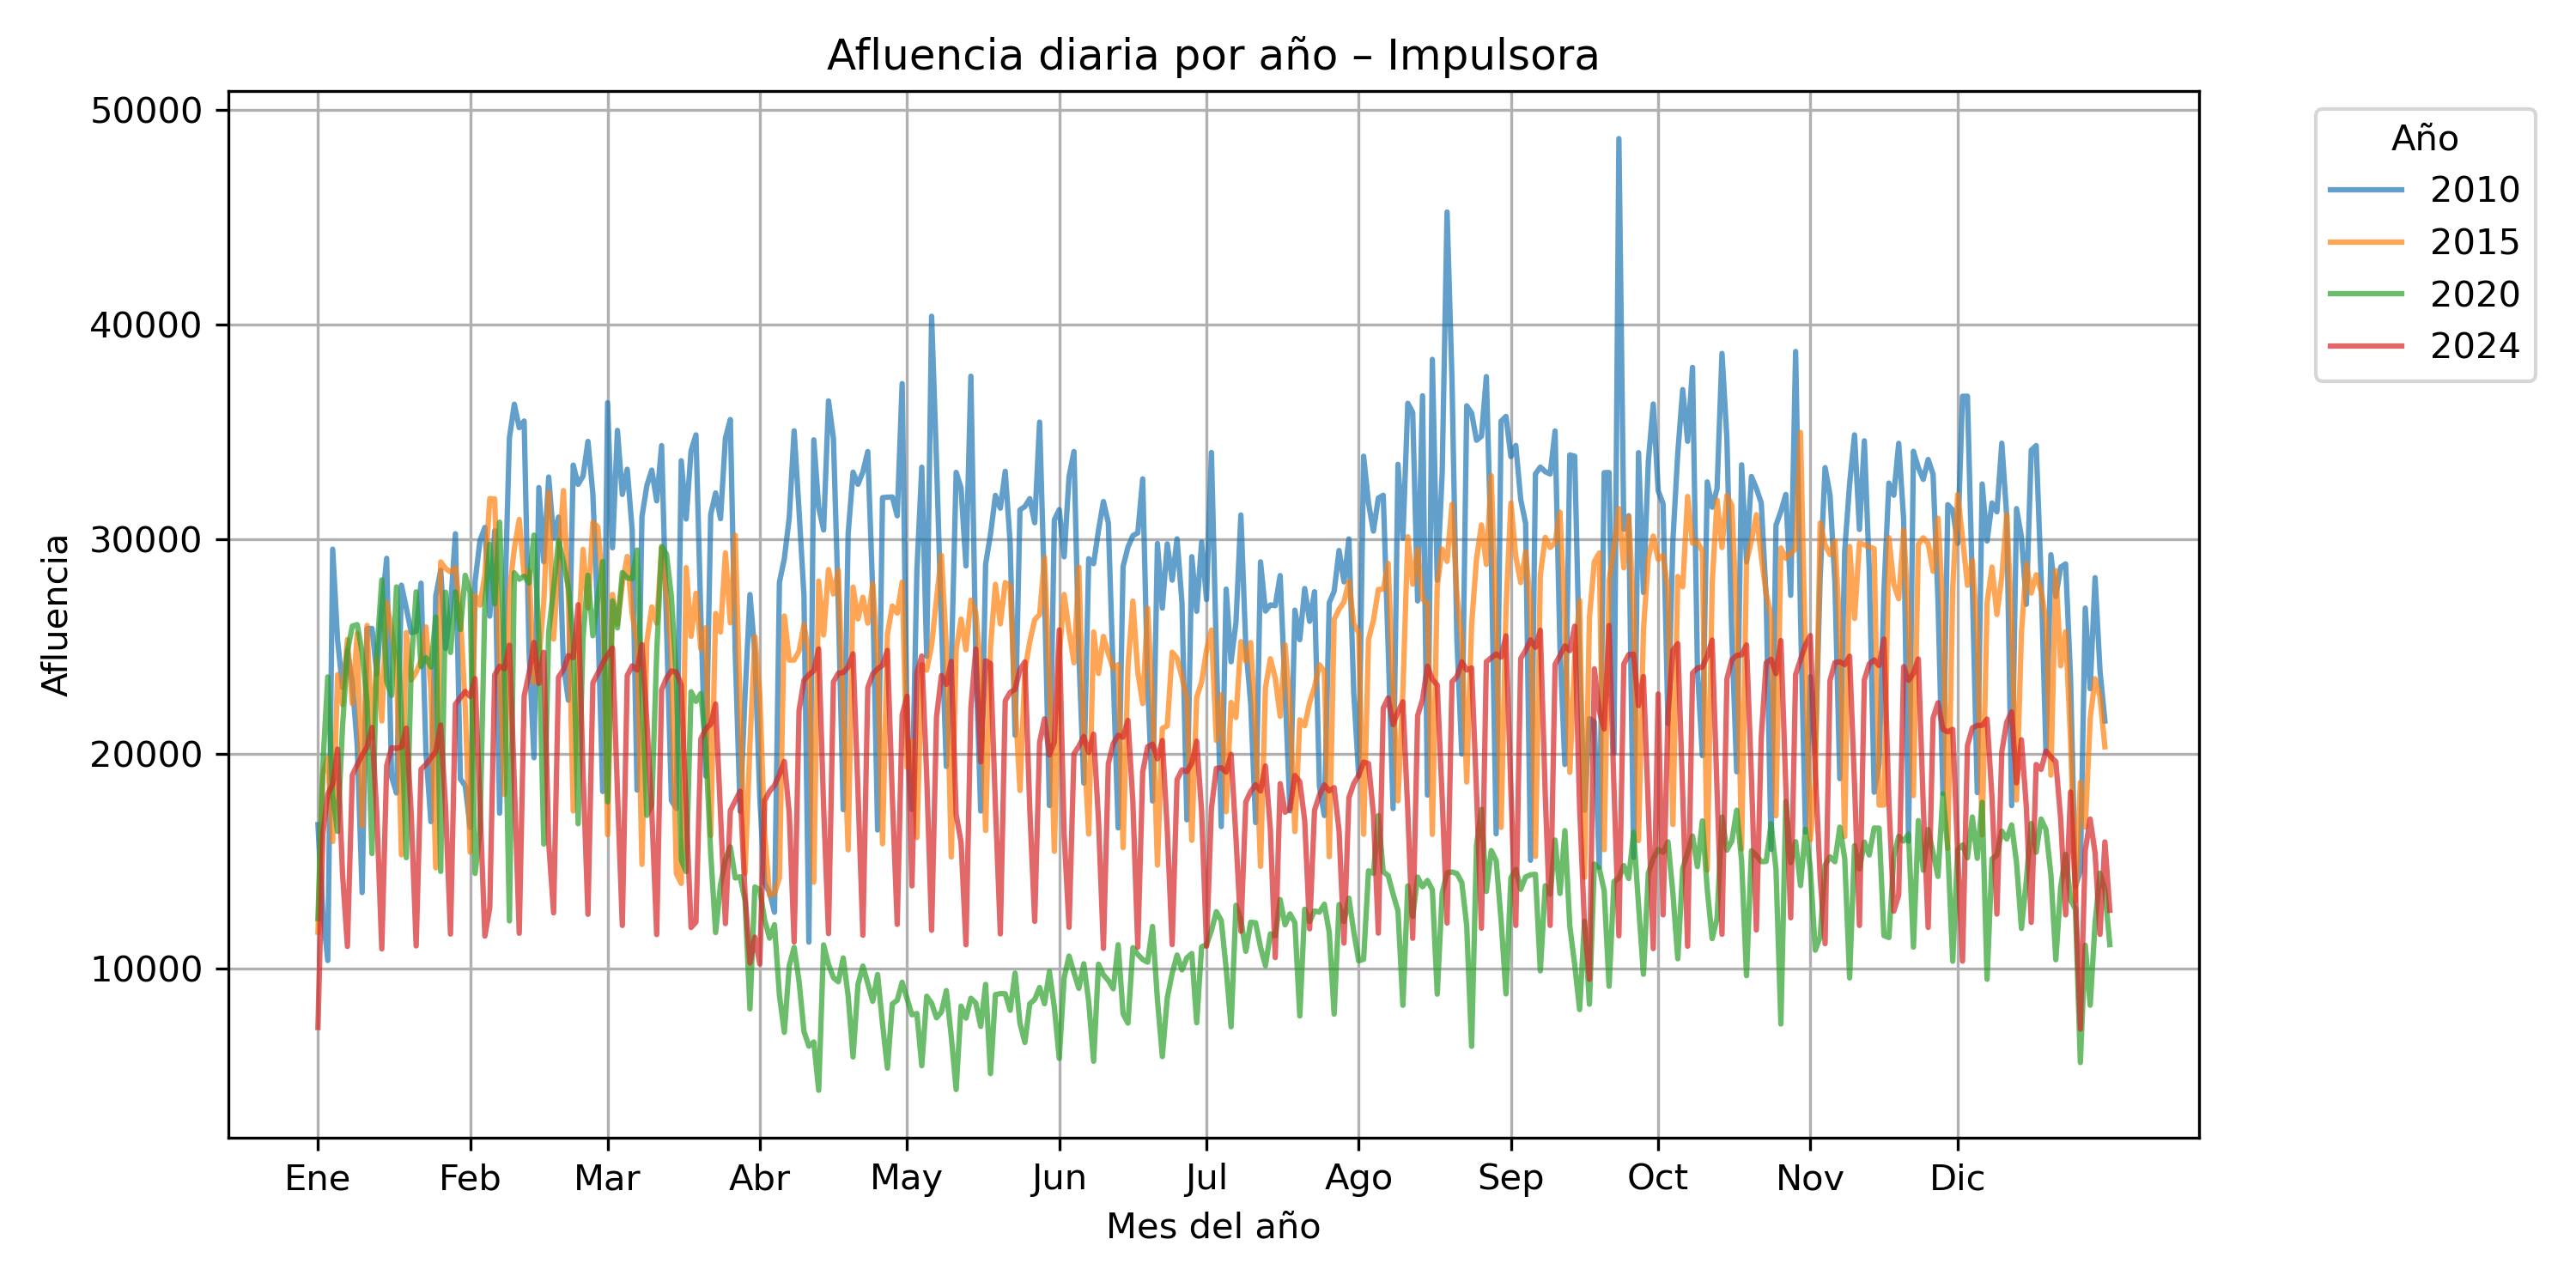 Afluencia diaria por año – Impulsora
50000
40000
30000
20000
10000
Afluencia
Ene Feb Mar Abr May Jun Jul Ago Sep Oct Nov Dic
Mes del año
Año
2010
2015
2020
2024